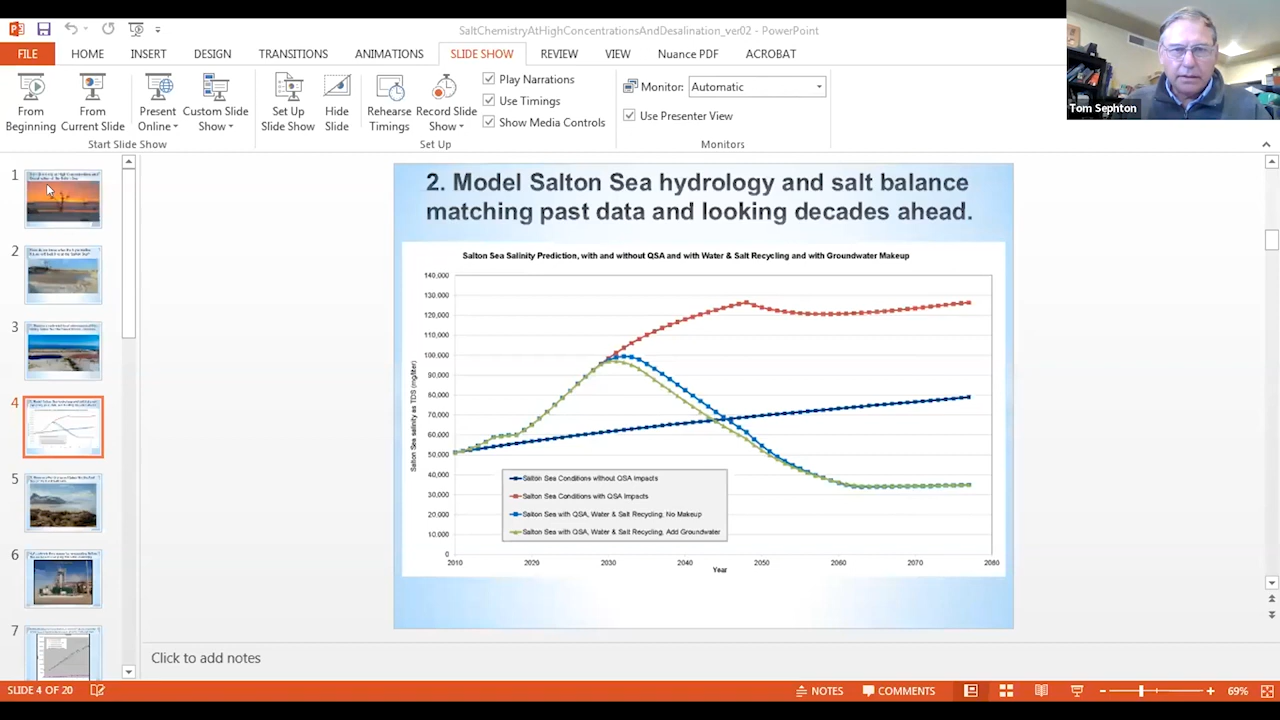 SaltChemistryAtHighConcentrationsAndDesalination_ver02 - PowerPoint
FILE HOME INSERT DESIGN TRANSITIONS ANIMATIONS SLIDE SHOW REVIEW VIEW Nuance PDF ACROBAT
From Beginning
From Current Slide
Present Online
Custom Slide Show
Start Slide Show
Set Up Slide Show
Hide Slide
Rehearse Timings
Record Slide Show
Play Narrations
Use Timings
Show Media Controls
Set Up
Monitor: Automatic
Use Presenter View
Monitors
Tom Sephton
1
2
3
4
5
6
7
2. Model Salton Sea hydrology and salt balance
matching past data and looking decades ahead.
Salton Sea Salinity Prediction, with and without QSA and with Water & Salt Recycling and with Groundwater Makeup
Salton Sea salinity as TDS (mg/liter)
140,000
130,000
120,000
110,000
100,000
90,000
80,000
70,000
60,000
50,000
40,000
30,000
20,000
10,000
0
Salton Sea Conditions without QSA Impacts
Salton Sea Conditions with QSA Impacts
Salton Sea with QSA, Water & Salt Recycling, No Makeup
Salton Sea with QSA, Water & Salt Recycling, Add Groundwater
2010 2020 2030 2040 2050 2060 2070 2080
Year
Click to add notes
SLIDE 4 OF 20 NOTES COMMENTS 69%